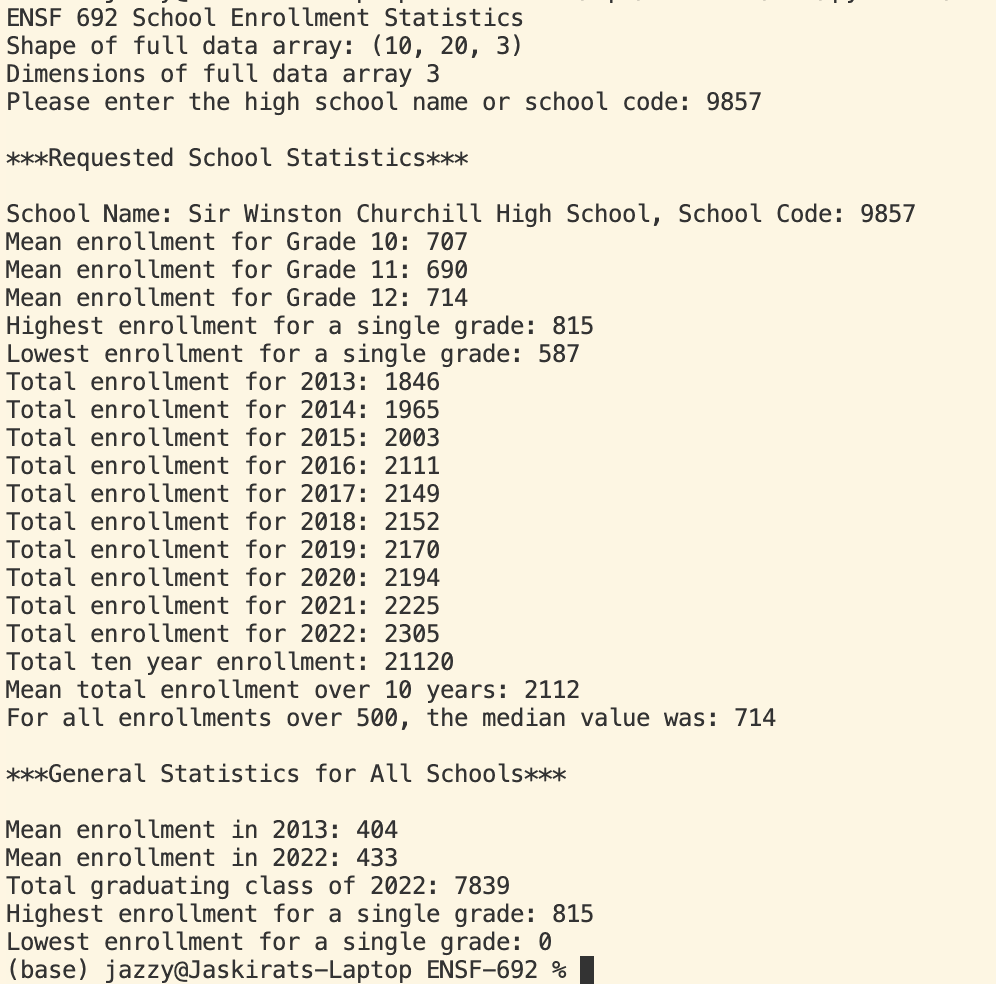 ENSF 692 School Enrollment Statistics
Shape of full data array: (10, 20, 3)
Dimensions of full data array 3
Please enter the high school name or school code: 9857
***Requested School Statistics***
School Name: Sir Winston Churchill High School, School Code: 9857
Mean enrollment for Grade 10: 707
Mean enrollment for Grade 11: 690
Mean enrollment for Grade 12: 714
Highest enrollment for a single grade: 815
Lowest enrollment for a single grade: 587
Total enrollment for 2013: 1846
Total enrollment for 2014: 1965
Total enrollment for 2015: 2003
Total enrollment for 2016: 2111
Total enrollment for 2017: 2149
Total enrollment for 2018: 2152
Total enrollment for 2019: 2170
Total enrollment for 2020: 2194
Total enrollment for 2021: 2225
Total enrollment for 2022: 2305
Total ten year enrollment: 21120
Mean total enrollment over 10 years: 2112
For all enrollments over 500, the median value was: 714
***General Statistics for All Schools***
Mean enrollment in 2013: 404
Mean enrollment in 2022: 433
Total graduating class of 2022: 7839
Highest enrollment for a single grade: 815
Lowest enrollment for a single grade: 0
(base) jazzy@Jaskirats-Laptop ENSF-692 %